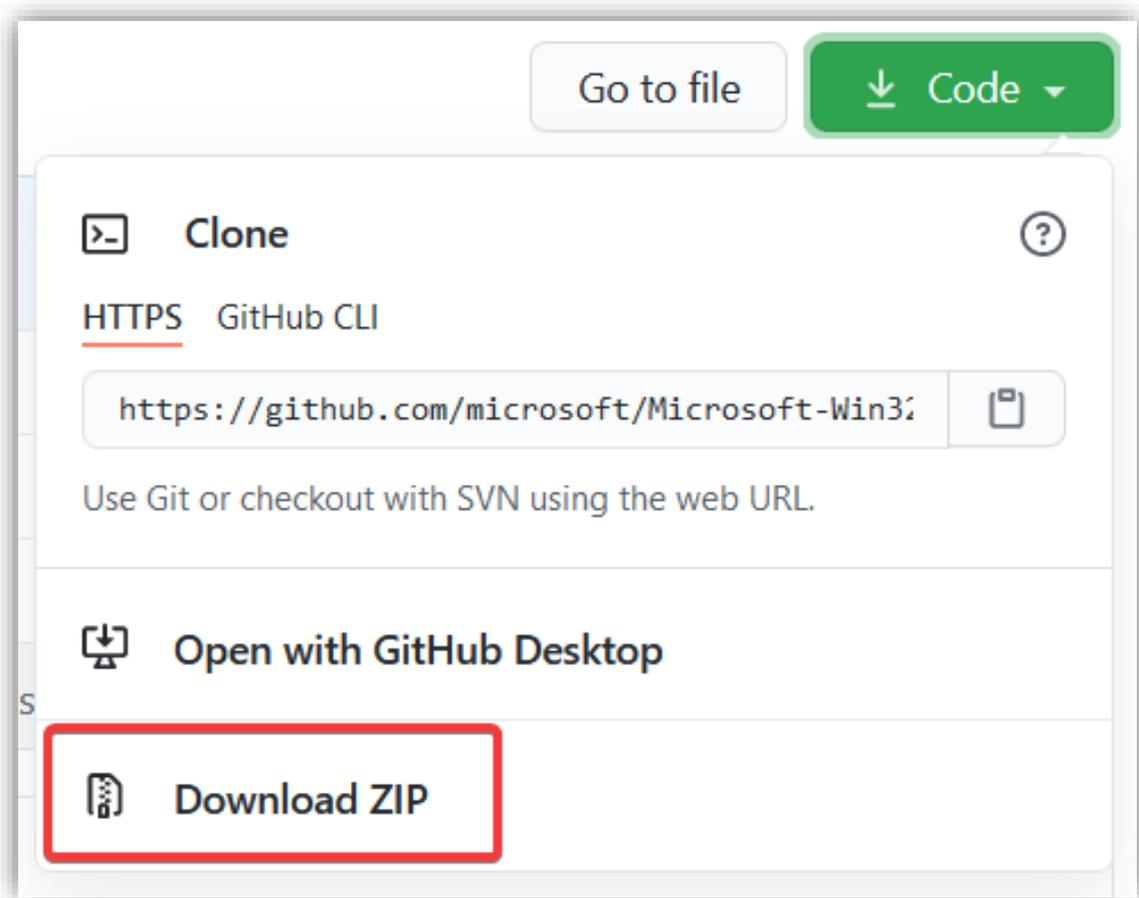 Go to file
Code
Clone
HTTPS GitHub CLI
https://github.com/microsoft/Microsoft-Win32
Use Git or checkout with SVN using the web URL.
Open with GitHub Desktop
s
Download ZIP